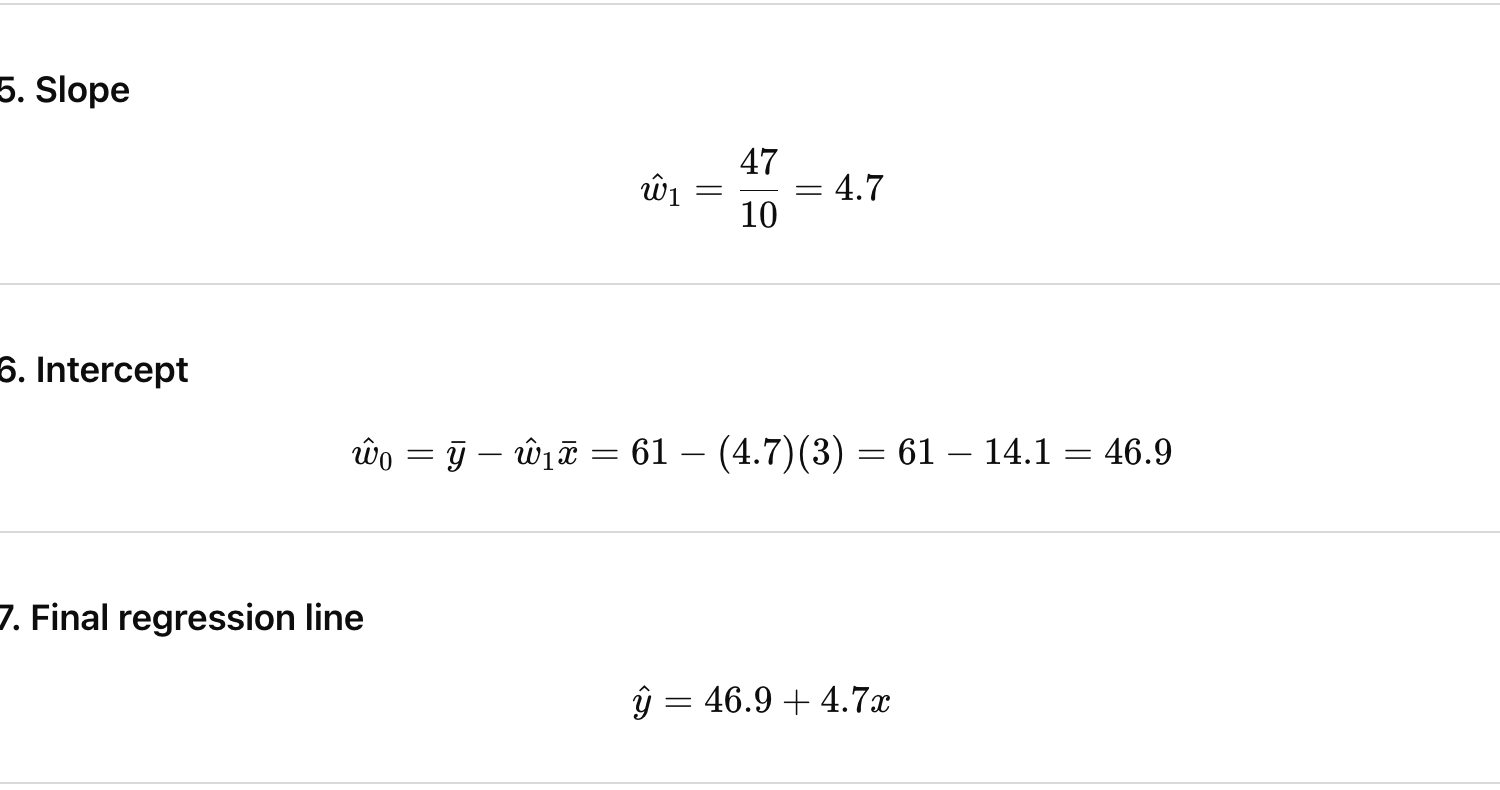 5. Slope
ŵ₁ = 47/10 = 4.7
6. Intercept
ŵ₀ = ȳ − ŵ₁x̄ = 61 − (4.7)(3) = 61 − 14.1 = 46.9
7. Final regression line
ŷ = 46.9 + 4.7x